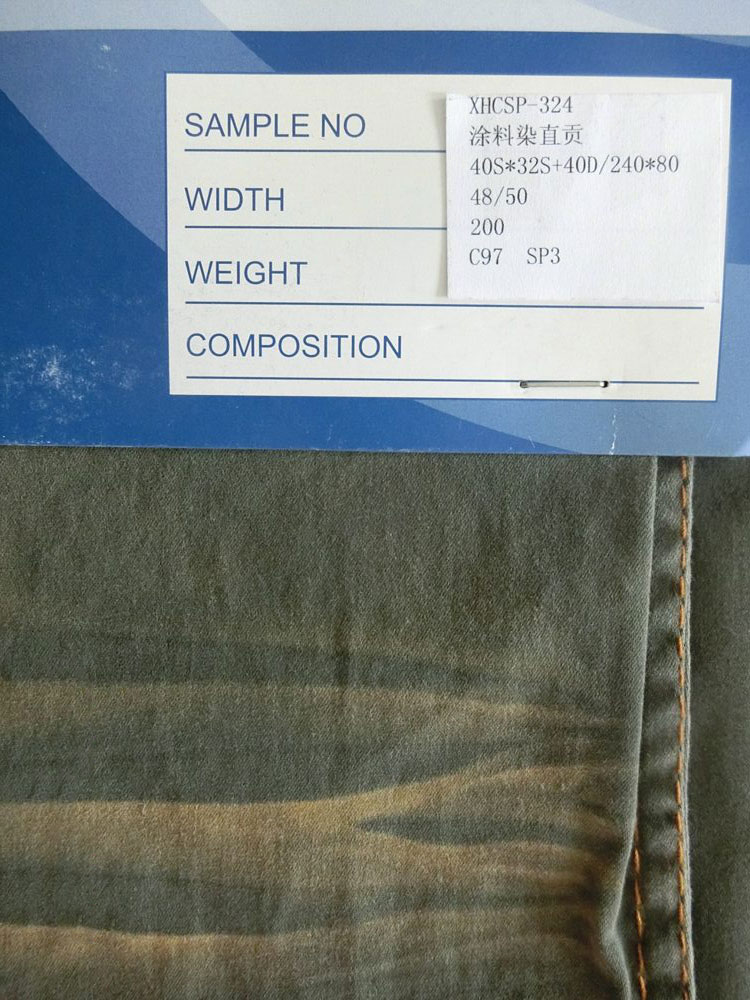 SAMPLE NO
WIDTH
WEIGHT
COMPOSITION
XHCSP-324
涂料染直贡
40S*32S+40D/240*80
48/50
200
C97 SP3